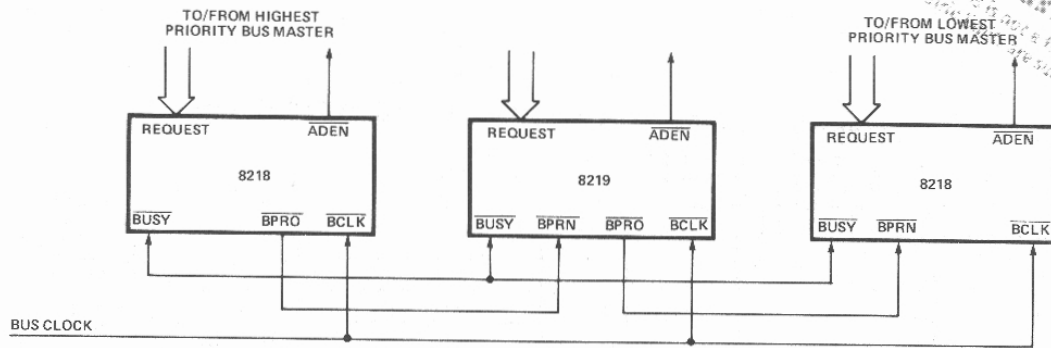 TO/FROM HIGHEST
PRIORITY BUS MASTER
TO/FROM LOWEST
PRIORITY BUS MASTER
REQUEST
ADEN
8218
BUSY
BPRO
BCLK
REQUEST
ADEN
8219
BUSY
BPRN
BPRO
BCLK
REQUEST
ADEN
8218
BUSY
BPRN
BCLK
BUS CLOCK